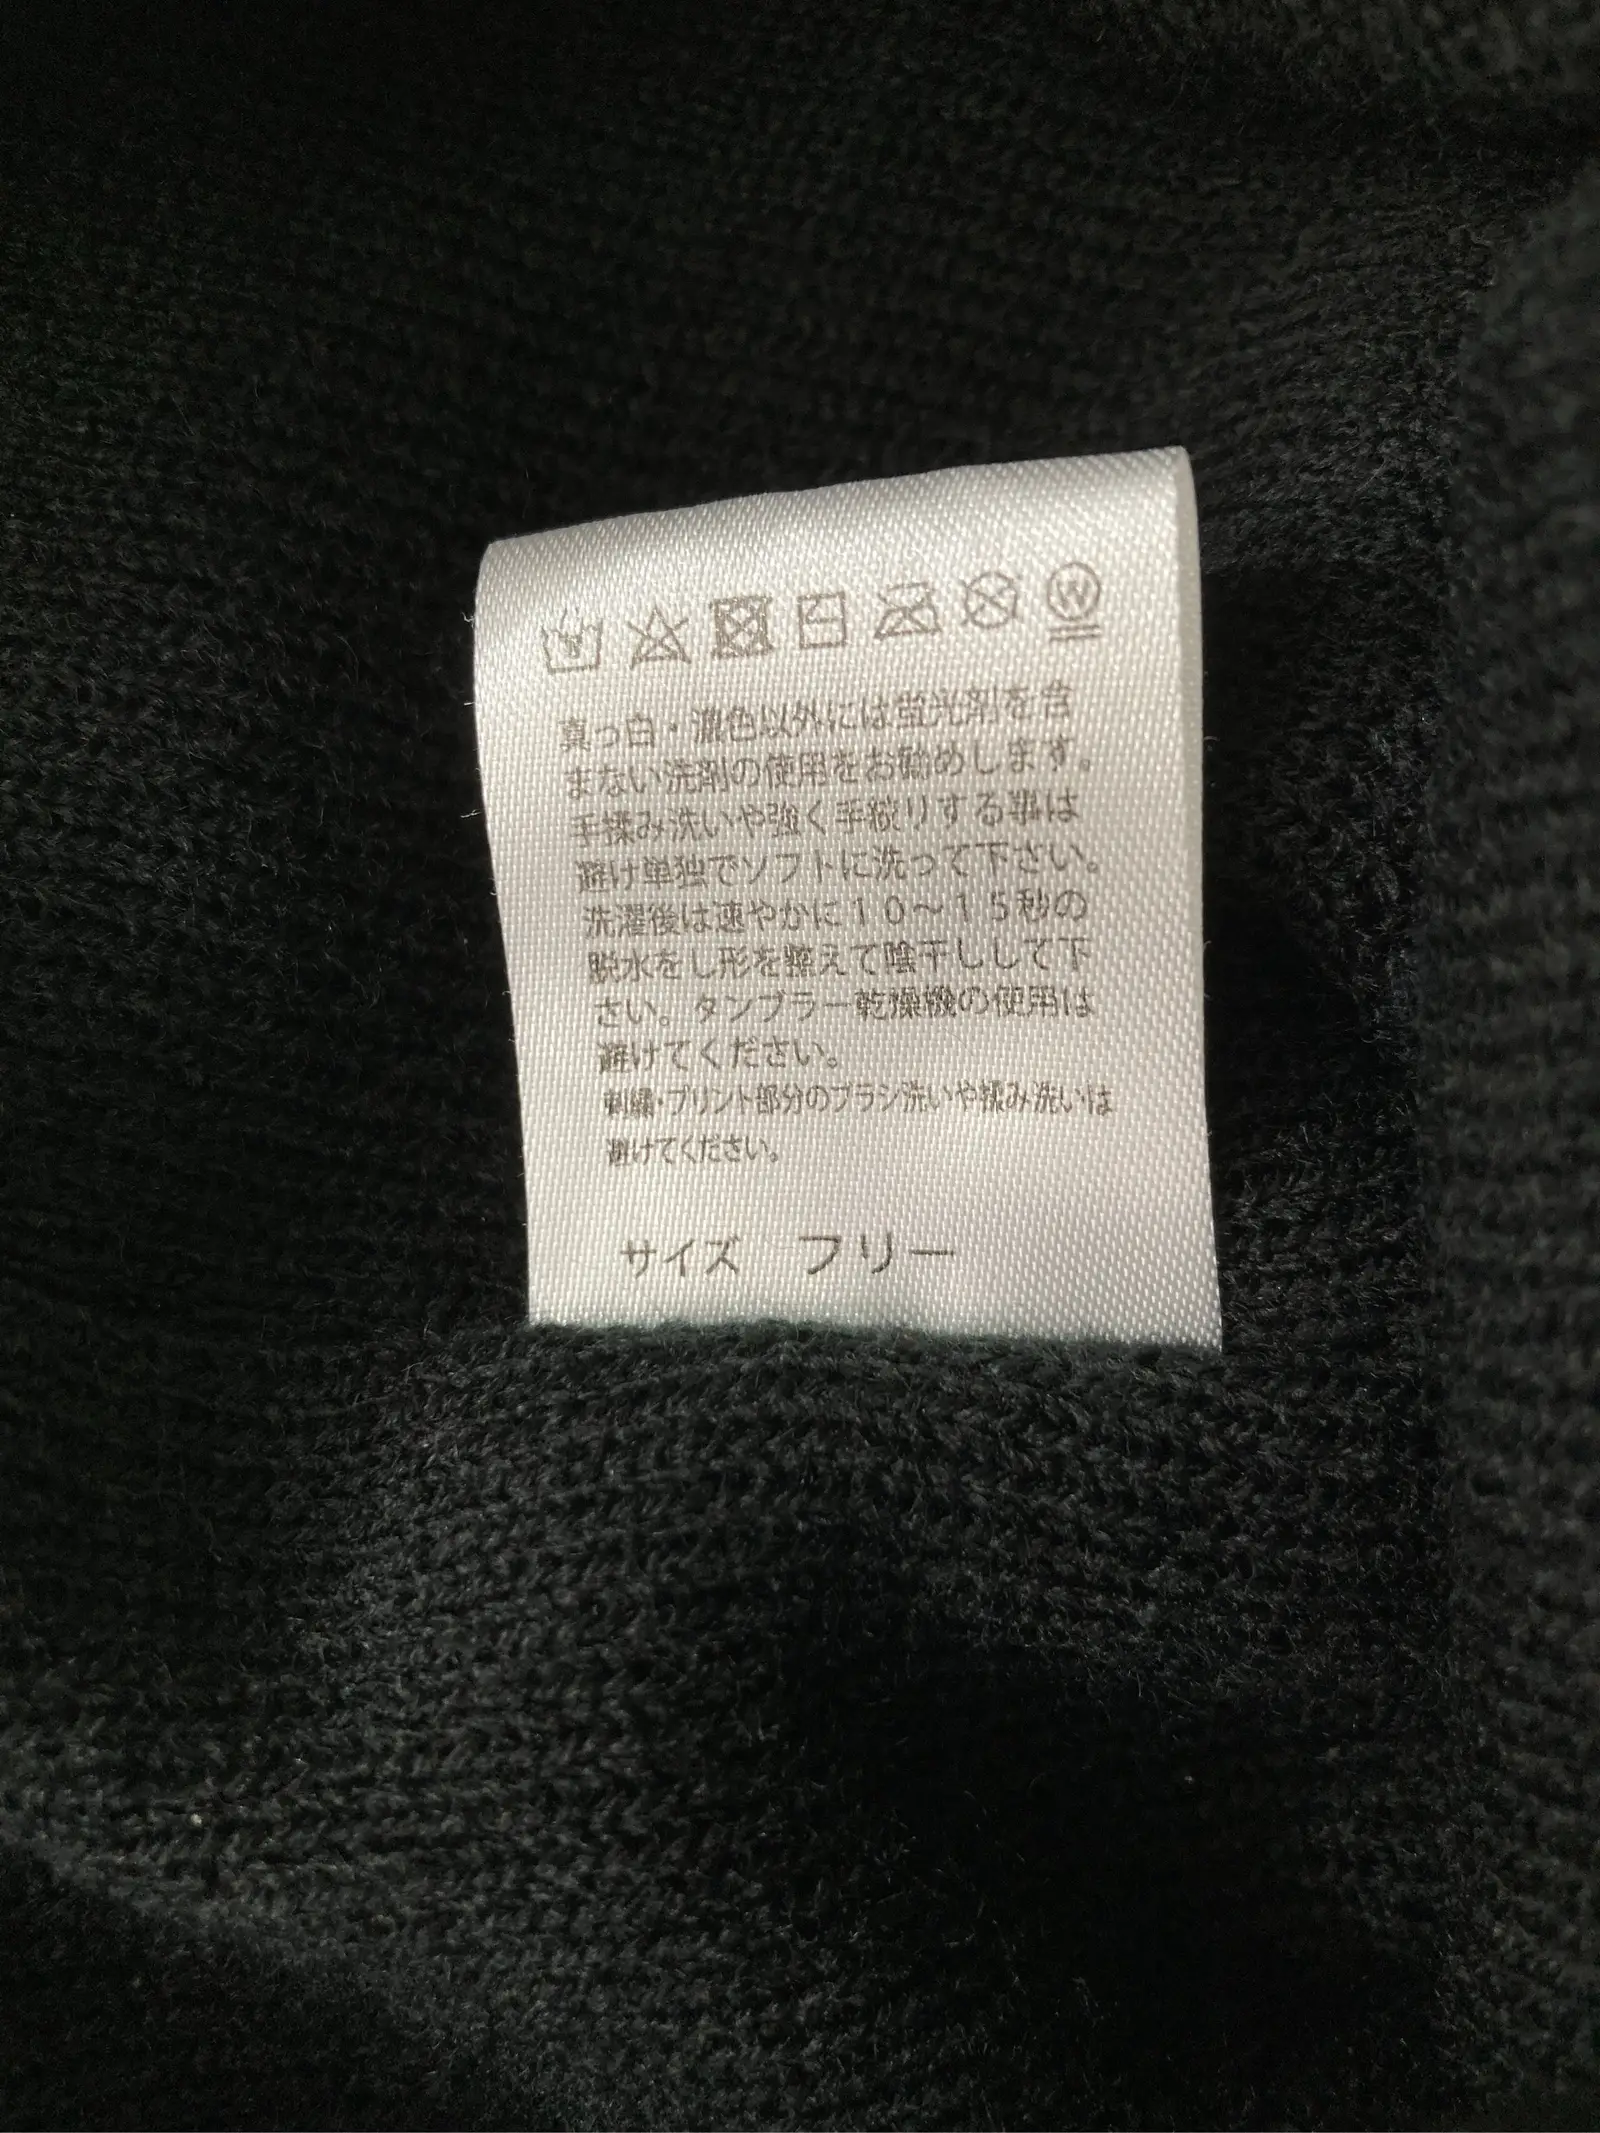 真っ白・濃色以外には蛍光剤を含
まない洗剤の使用をお勧めします。
手揉み洗いや強く手絞りする事は
避け単独でソフトに洗って下さい。
洗濯後は速やかに10〜15秒の
脱水をし形を整えて陰干しして下
さい。タンブラー乾燥機の使用は
避けてください。
刺繍・プリント部分のブラシ洗いや揉み洗いは
避けてください。
サイズ フリー